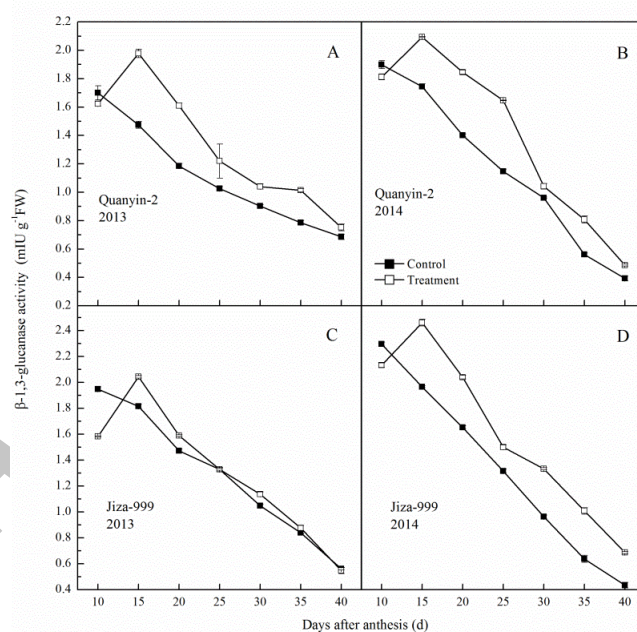 A
B
2.2
2.0
1.8
1.6
1.4
1.2
1.0
0.8
0.6
0.4
0.2
Quanyin-2
2013
Quanyin-2
2014
Control
Treatment
β-1,3-glucanase activity (mIU g⁻¹FW)
C
D
2.4
2.2
2.0
1.8
1.6
1.4
1.2
1.0
0.8
0.6
0.4
Jiza-999
2013
Jiza-999
2014
10 15 20 25 30 35 40 10 15 20 25 30 35 40
Days after anthesis (d)